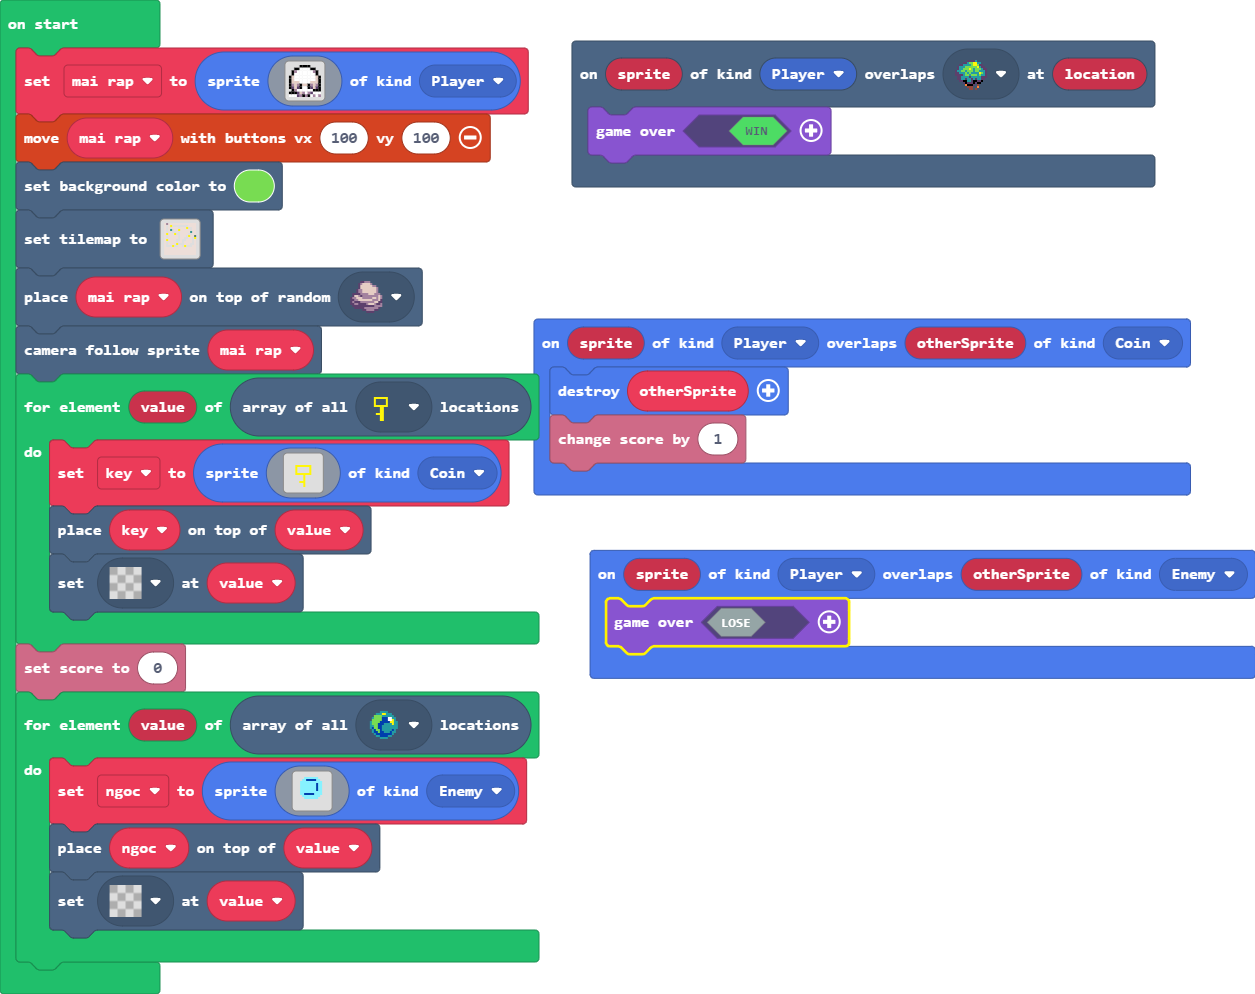 on start
set mai rap to sprite of kind Player
move mai rap with buttons vx 100 vy 100
set background color to
set tilemap to
place mai rap on top of random
camera follow sprite mai rap
for element value of array of all locations
do
set key to sprite of kind Coin
place key on top of value
set at value
set score to 0
for element value of array of all locations
do
set ngoc to sprite of kind Enemy
place ngoc on top of value
set at value
on sprite of kind Player overlaps at location
game over WIN
on sprite of kind Player overlaps otherSprite of kind Coin
destroy otherSprite
change score by 1
on sprite of kind Player overlaps otherSprite of kind Enemy
game over LOSE